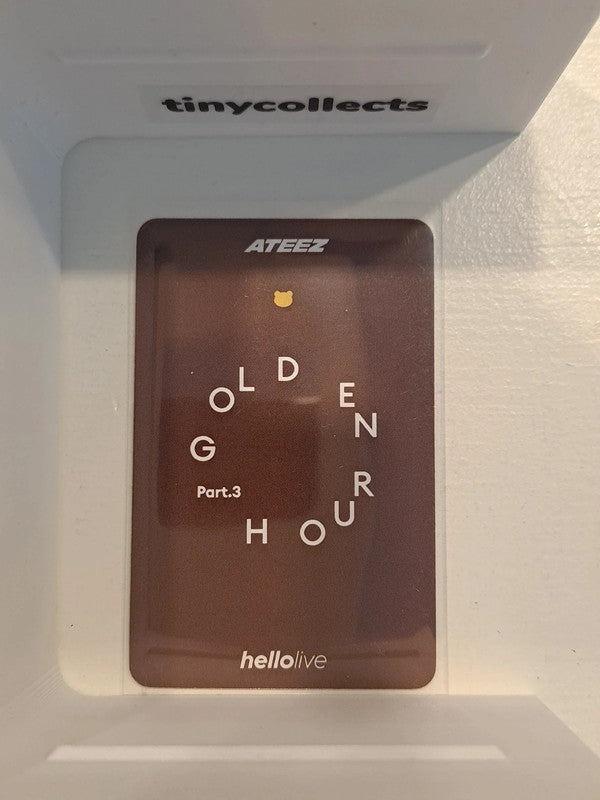 tinycollects
ATEEZ
GOLDEN
HOUR
Part.3
hellolive